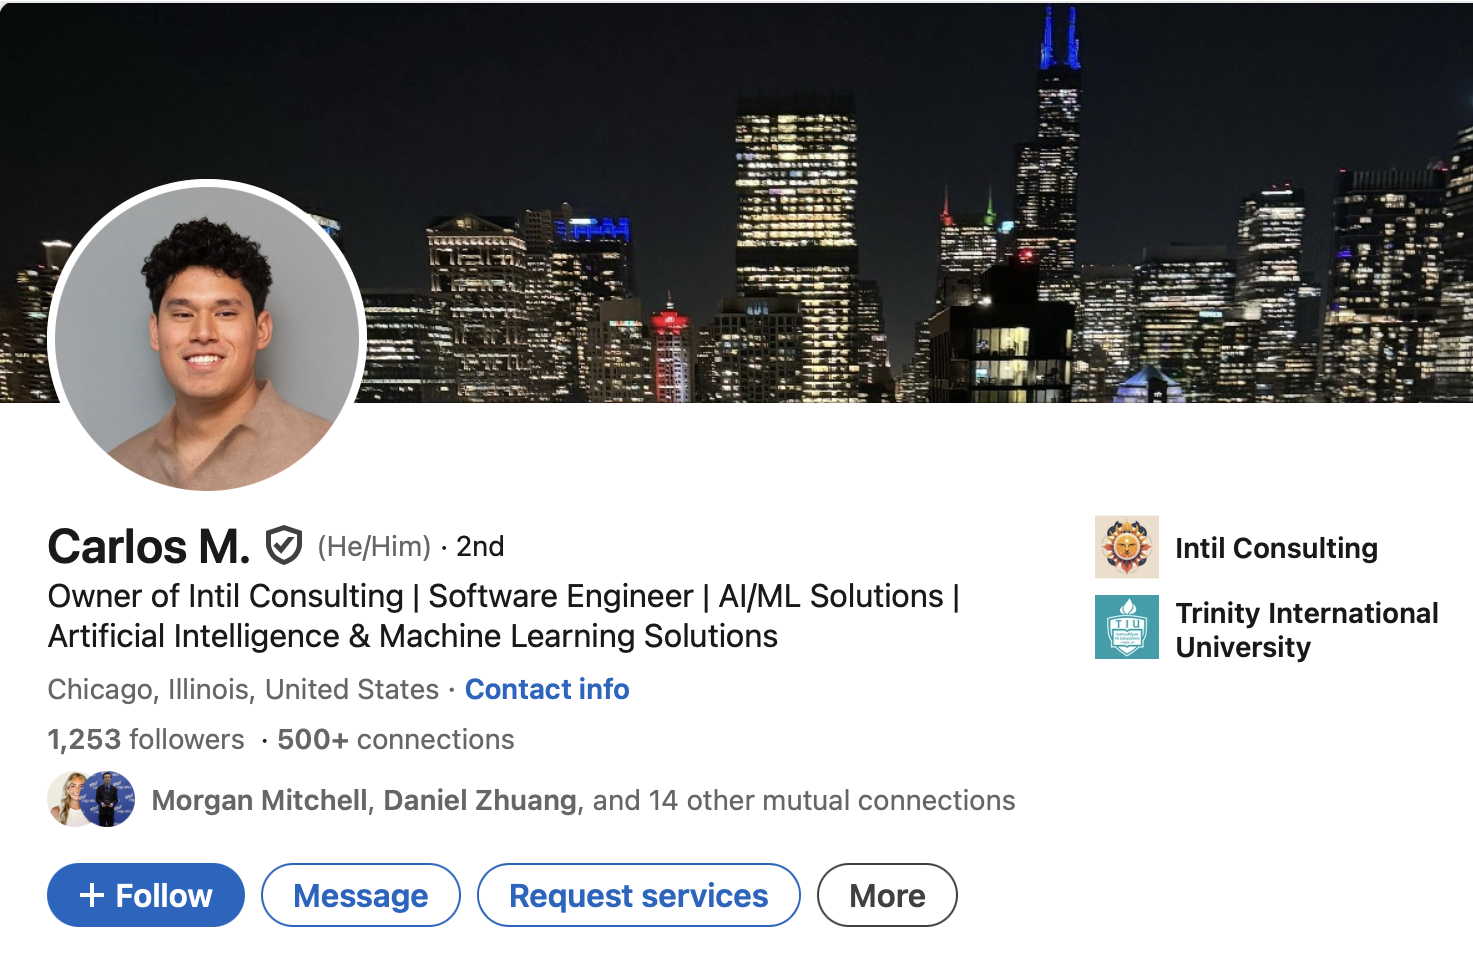 Carlos M. (He/Him) · 2nd
Owner of Intil Consulting | Software Engineer | AI/ML Solutions |
Artificial Intelligence & Machine Learning Solutions
Chicago, Illinois, United States · Contact info
1,253 followers · 500+ connections
Morgan Mitchell, Daniel Zhuang, and 14 other mutual connections
+ Follow
Message
Request services
More
Intil Consulting
TIU
Trinity International
University